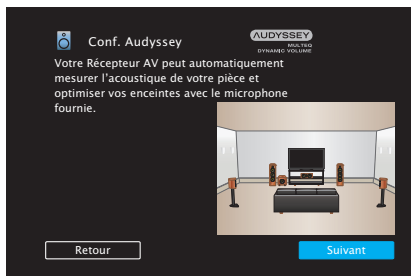 Conf. Audyssey
AUDYSSEY
MULTEQ
DYNAMIC VOLUME
Votre Récepteur AV peut automatiquement
mesurer l'acoustique de votre pièce et
optimiser vos enceintes avec le microphone
fournie.
Retour
Suivant